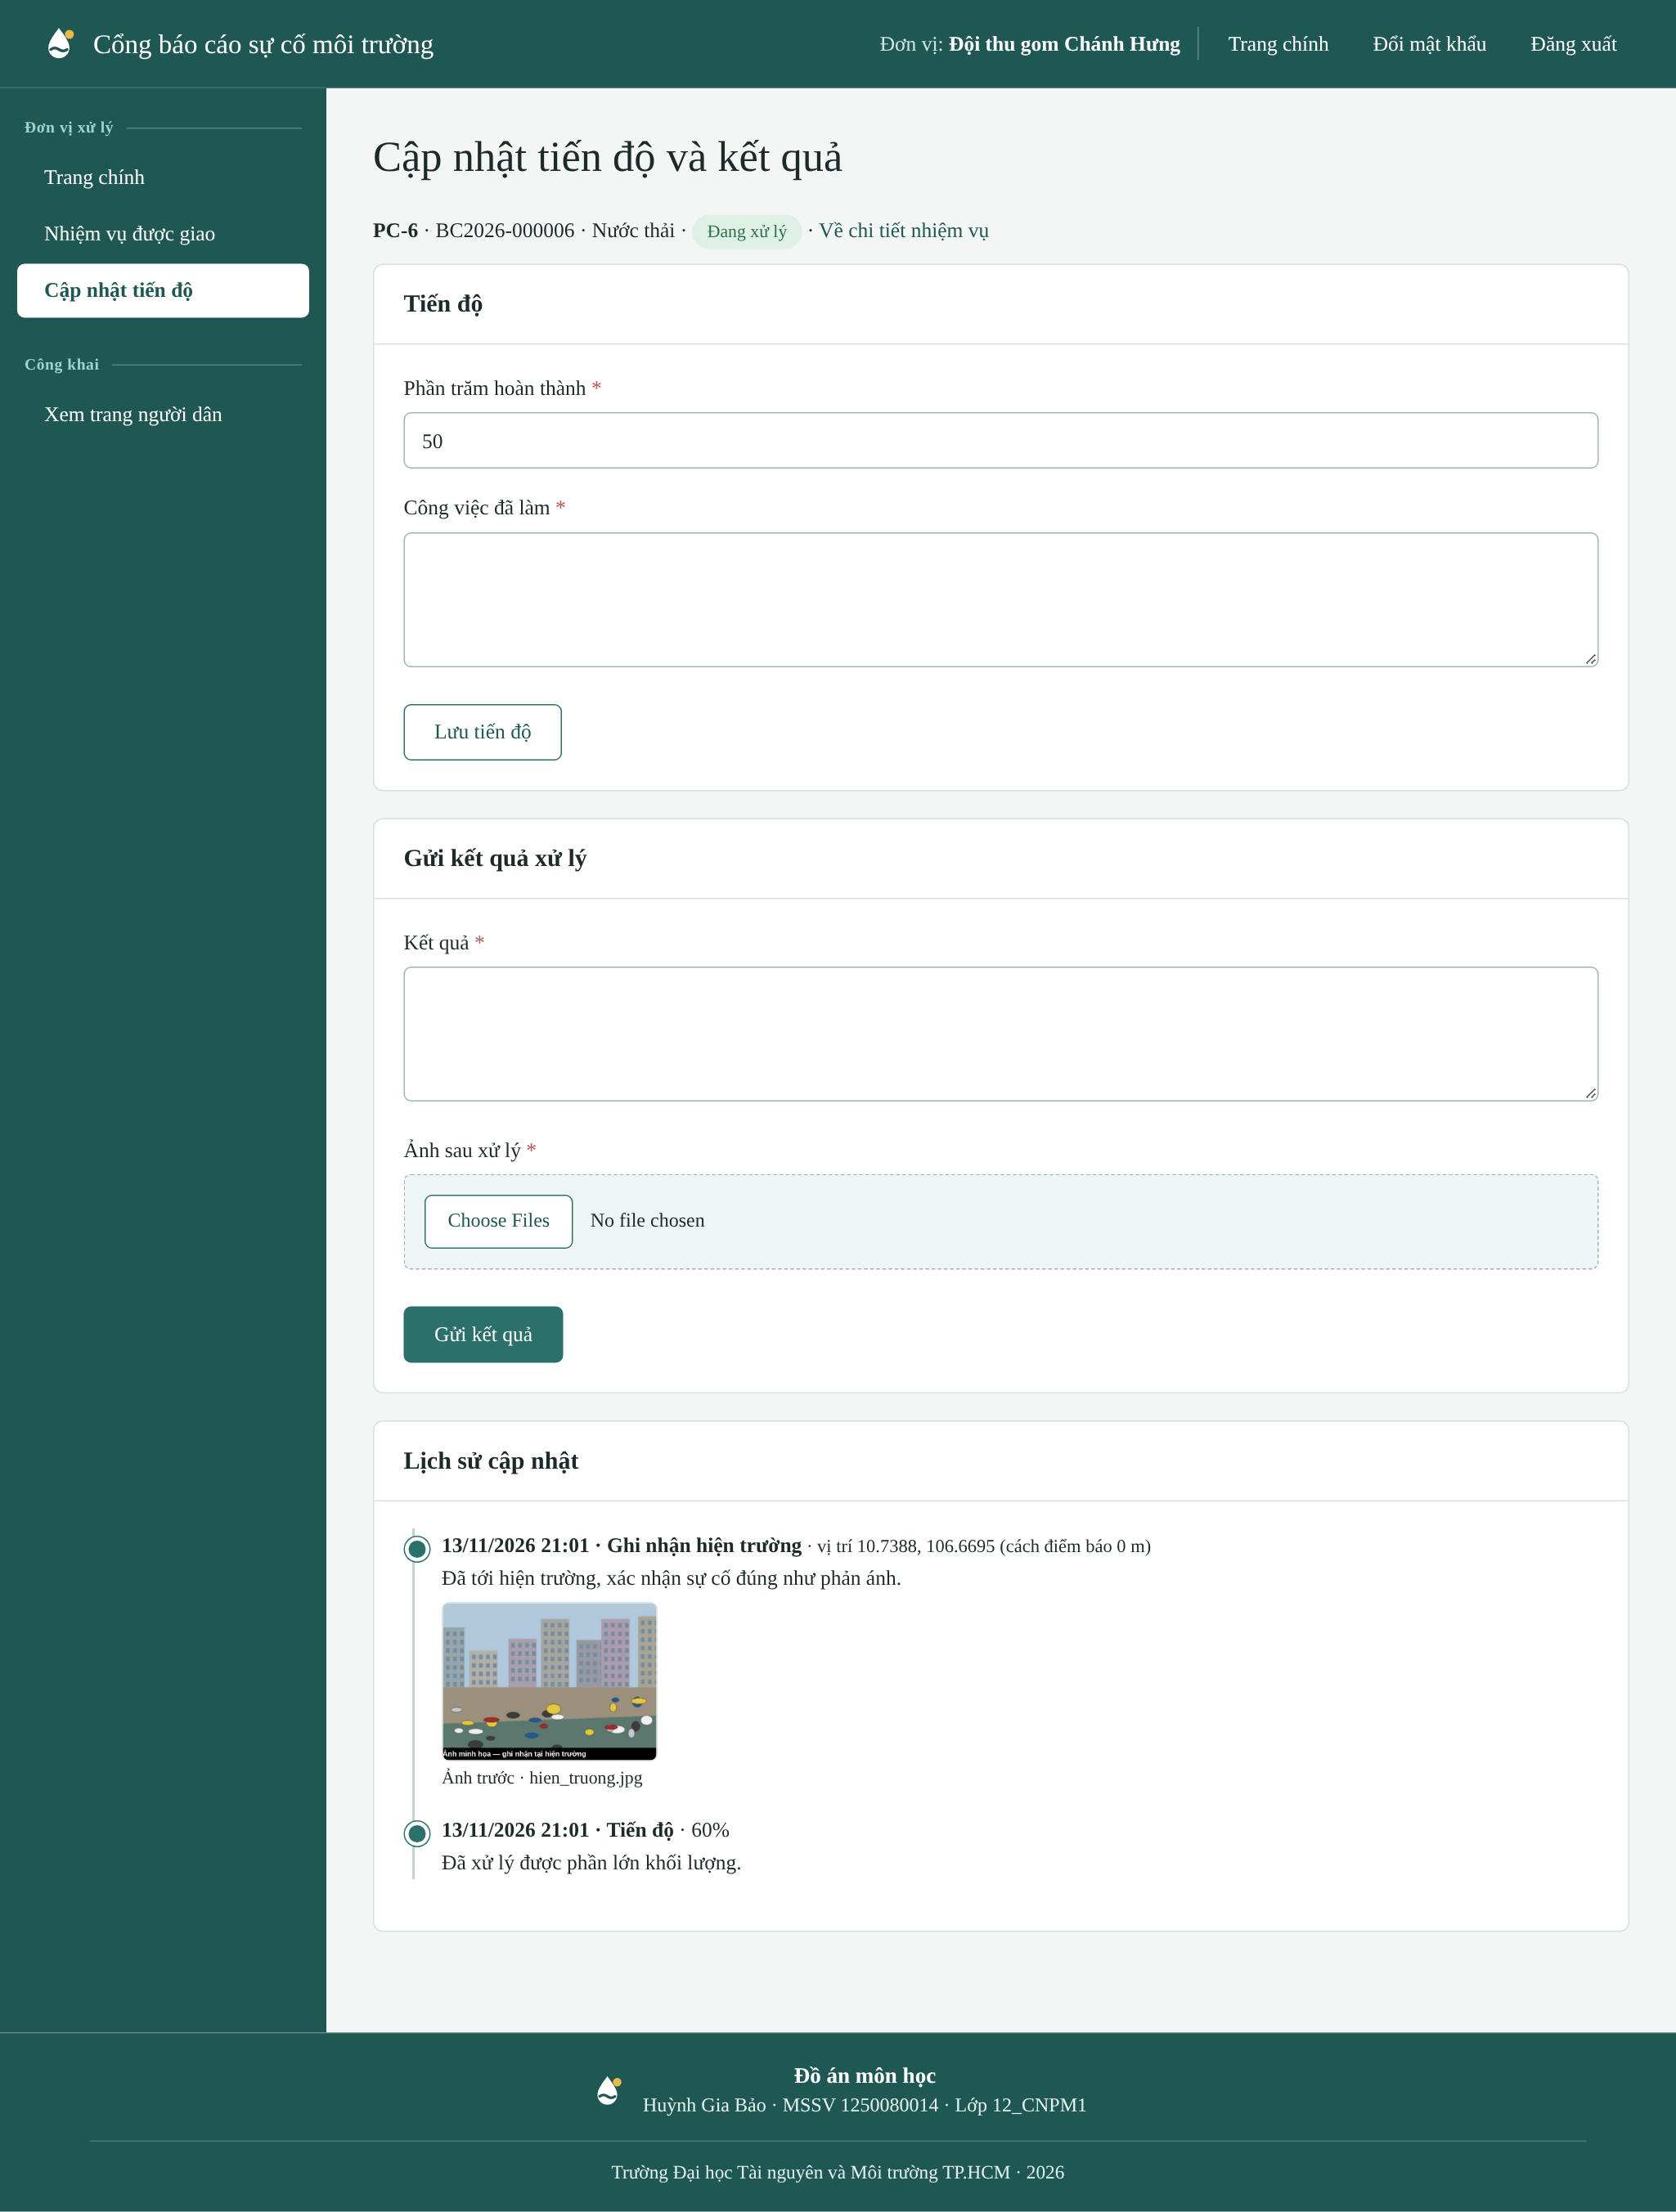 Cổng báo cáo sự cố môi trường
Đơn vị: Đội thu gom Chánh Hưng
Trang chính
Đổi mật khẩu
Đăng xuất
Đơn vị xử lý
Trang chính
Nhiệm vụ được giao
Cập nhật tiến độ
Công khai
Xem trang người dân
Cập nhật tiến độ và kết quả
PC-6 · BC2026-000006 · Nước thải · Đang xử lý · Về chi tiết nhiệm vụ
Tiến độ
Phần trăm hoàn thành *
50
Công việc đã làm *
Lưu tiến độ
Gửi kết quả xử lý
Kết quả *
Ảnh sau xử lý *
Choose Files No file chosen
Gửi kết quả
Lịch sử cập nhật
13/11/2026 21:01 · Ghi nhận hiện trường · vị trí 10.7388, 106.6695 (cách điểm báo 0 m)
Đã tới hiện trường, xác nhận sự cố đúng như phản ánh.
Ảnh minh họa — ghi nhận tại hiện trường
Ảnh trước · hien_truong.jpg
13/11/2026 21:01 · Tiến độ · 60%
Đã xử lý được phần lớn khối lượng.
Đồ án môn học
Huỳnh Gia Bảo · MSSV 1250080014 · Lớp 12_CNPM1
Trường Đại học Tài nguyên và Môi trường TP.HCM · 2026